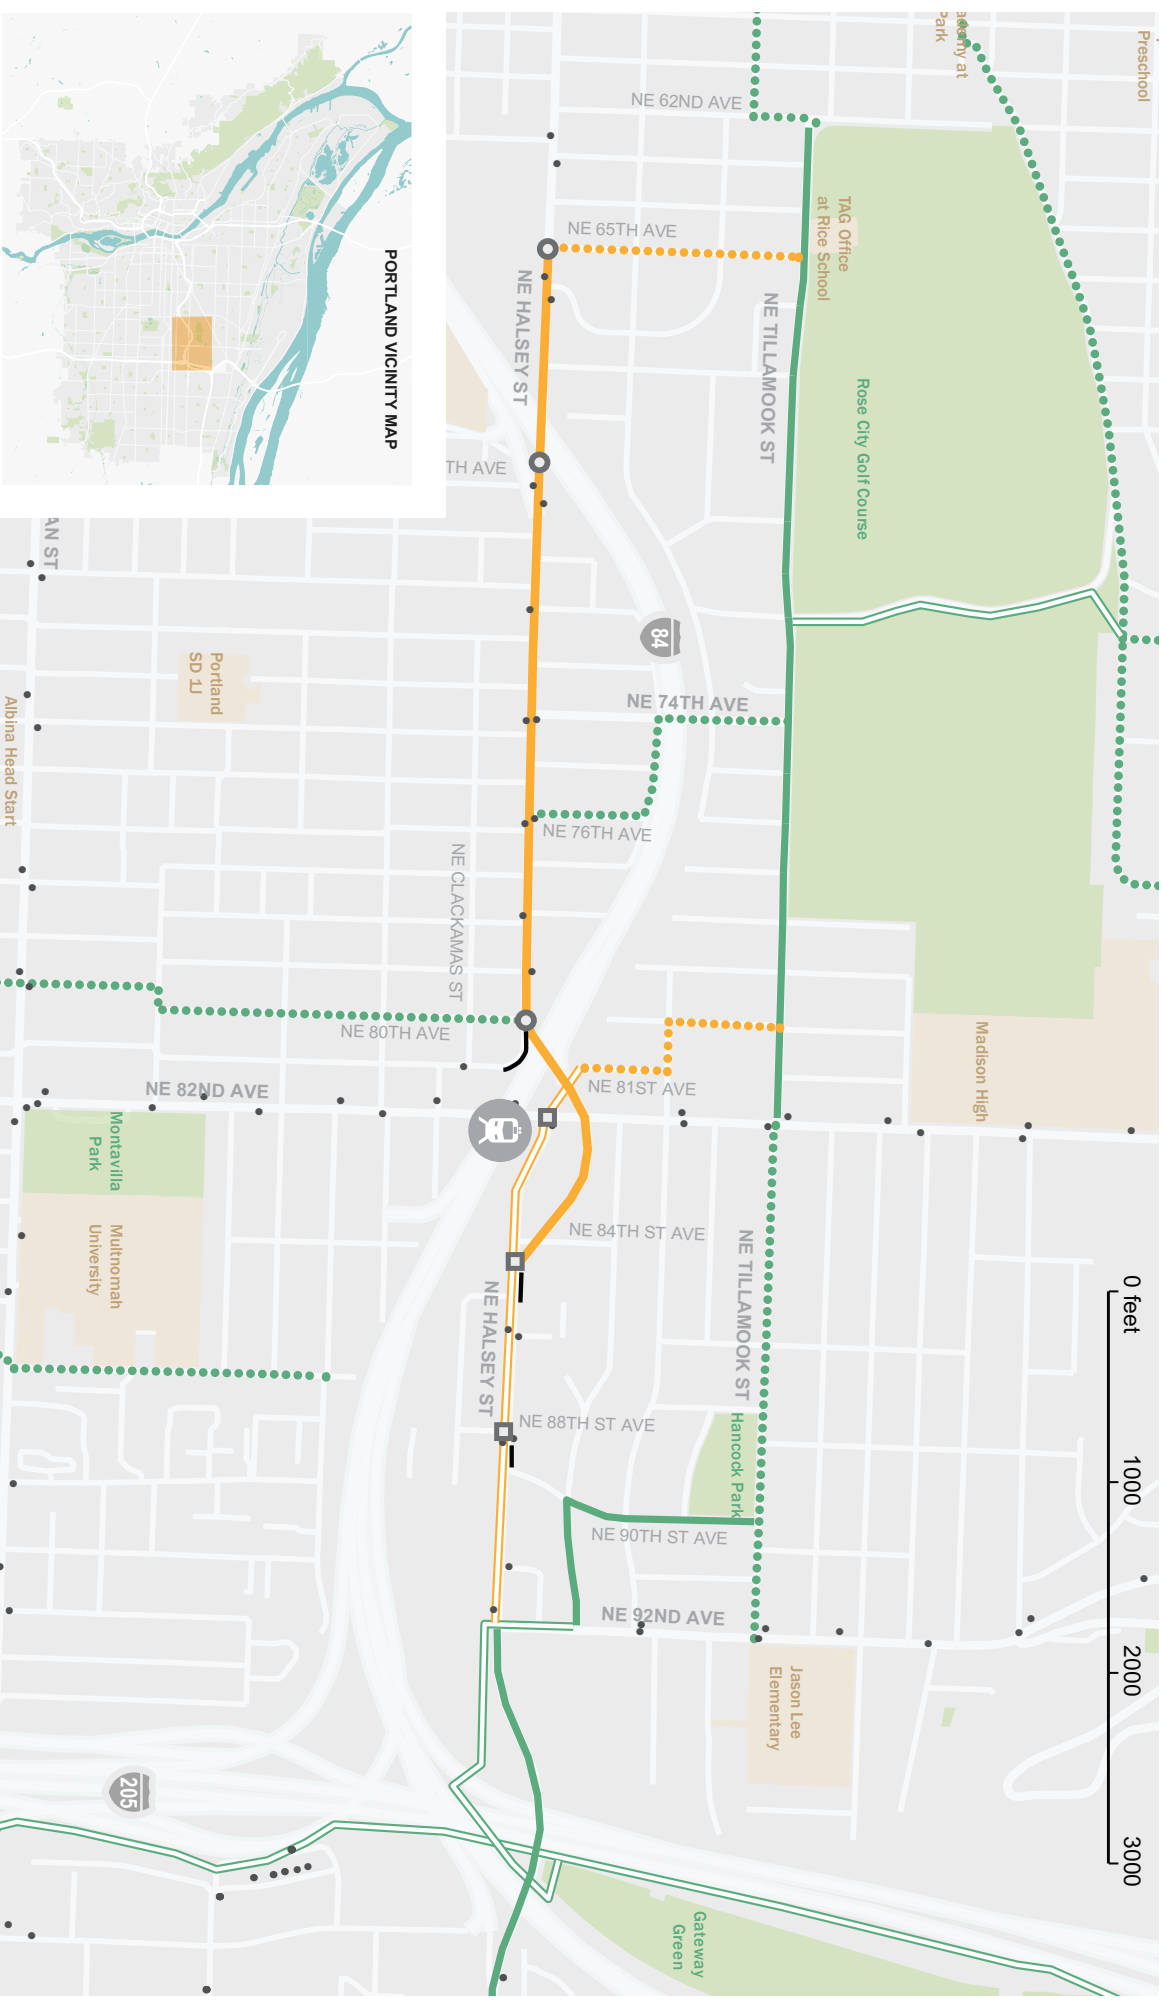 PORTLAND VICINITY MAP
Preschool
ademy at
Park
NE 62ND AVE
TAG Office
at Rice School
NE 65TH AVE
NE HALSEY ST
NE TILLAMOOK ST
Rose City Golf Course
TH AVE
AN ST
84
Portland
SD 1J
NE 74TH AVE
Albina Head Start
NE 76TH AVE
NE CLACKAMAS ST
NE 80TH AVE
Madison High
NE 81ST AVE
NE 82ND AVE
Montavilla
Park
Multnomah
University
NE 84TH ST AVE
NE TILLAMOOK ST
NE HALSEY ST
NE 88TH ST AVE
Hancock Park
NE 90TH ST AVE
NE 92ND AVE
Jason Lee
Elementary
205
Gateway
Green
0 feet
1000
2000
3000